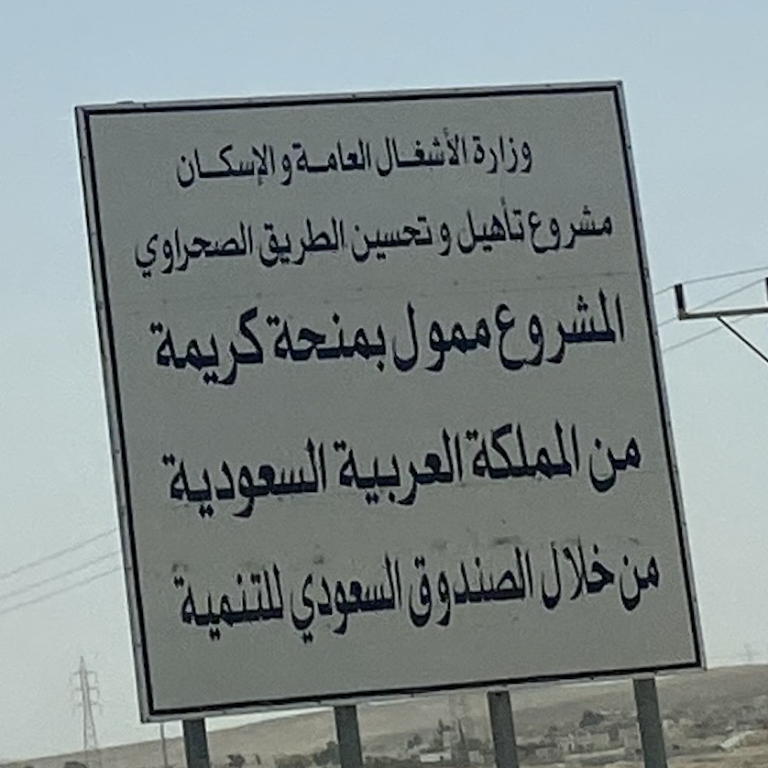 وزارة الأشغال العامة والإسكان
مشروع تأهيل و تحسين الطريق الصحراوي
المشروع ممول بمنحة كريمة
من المملكة العربية السعودية
من خلال الصندوق السعودي للتنمية